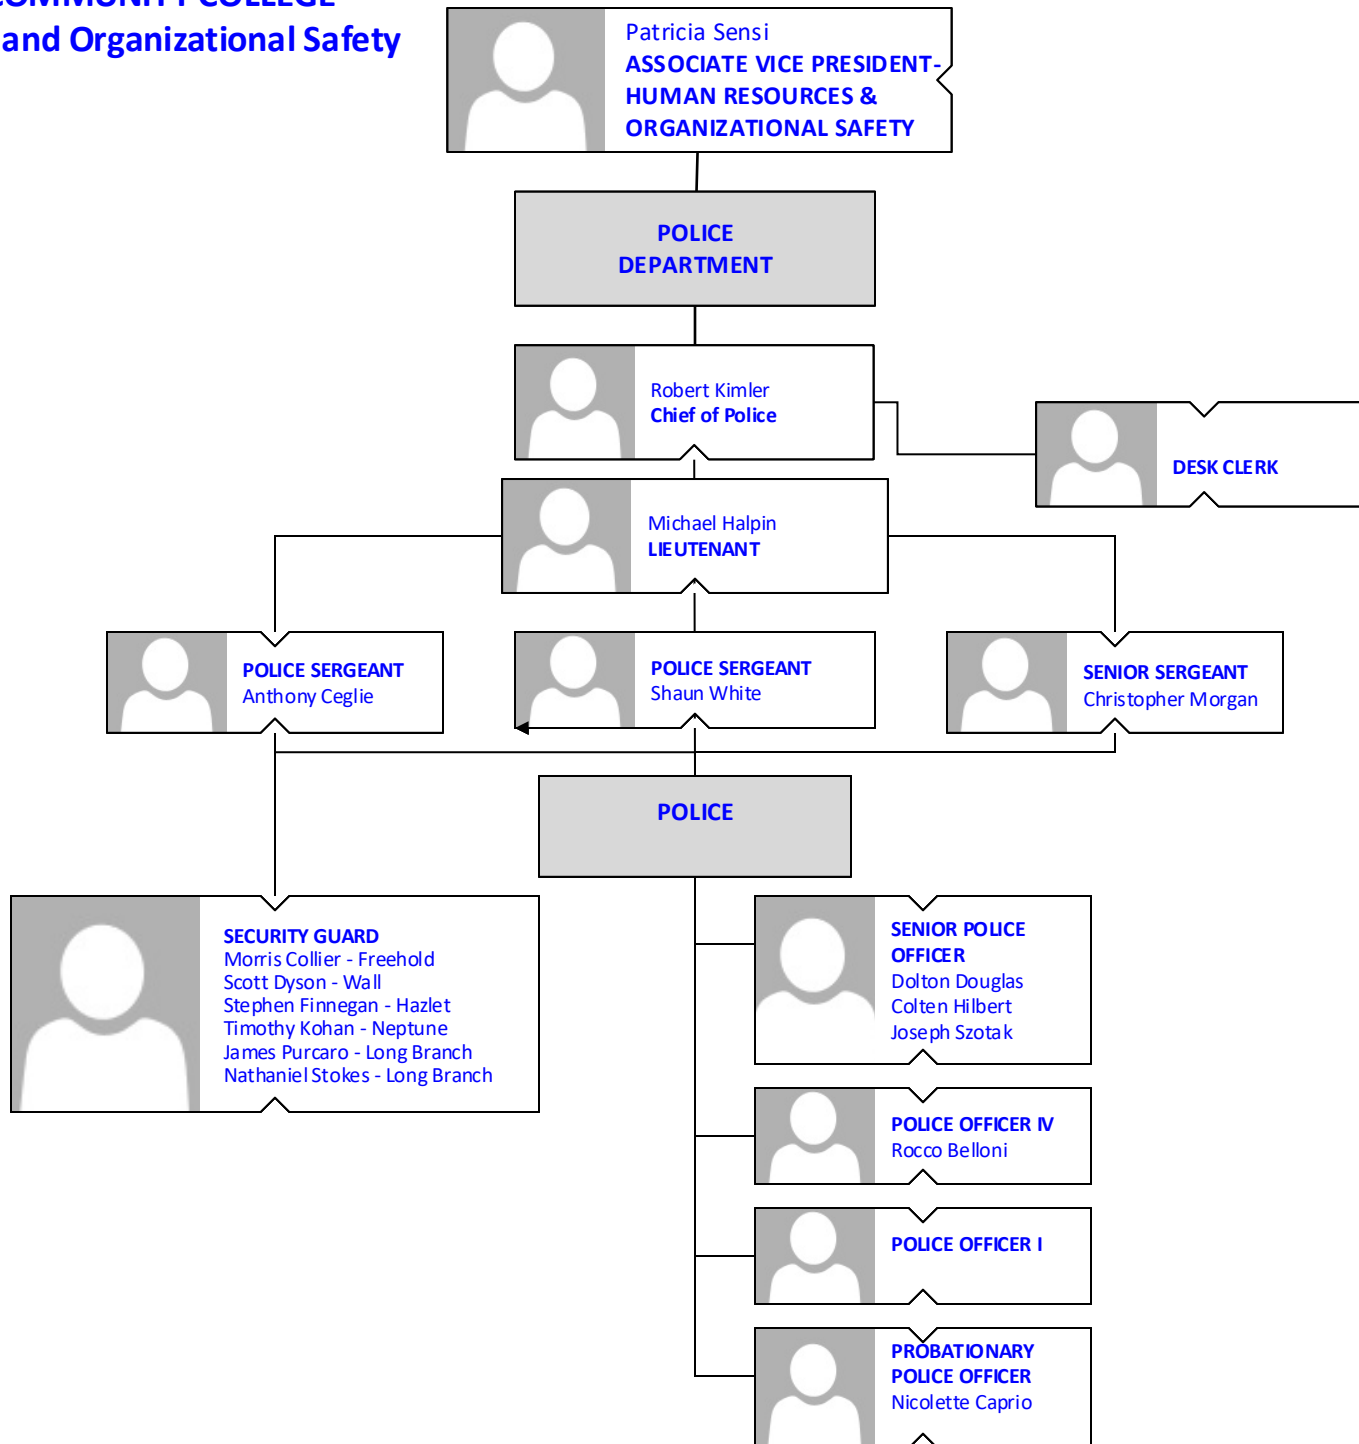 COMMUNITY COLLEGE
and Organizational Safety
Patricia Sensi
ASSOCIATE VICE PRESIDENT-
HUMAN RESOURCES &
ORGANIZATIONAL SAFETY
POLICE
DEPARTMENT
Robert Kimler
Chief of Police
DESK CLERK
Michael Halpin
LIEUTENANT
POLICE SERGEANT
Anthony Ceglie
POLICE SERGEANT
Shaun White
SENIOR SERGEANT
Christopher Morgan
POLICE
SECURITY GUARD
Morris Collier - Freehold
Scott Dyson - Wall
Stephen Finnegan - Hazlet
Timothy Kohan - Neptune
James Purcaro - Long Branch
Nathaniel Stokes - Long Branch
SENIOR POLICE
OFFICER
Dolton Douglas
Colten Hilbert
Joseph Szotak
POLICE OFFICER IV
Rocco Belloni
POLICE OFFICER I
PROBATIONARY
POLICE OFFICER
Nicolette Caprio